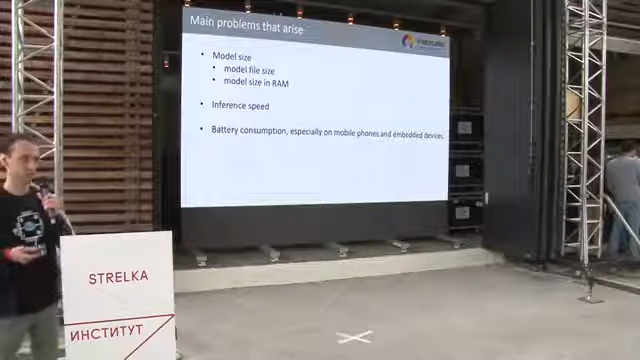 Main problems that arise
• Model size
• model file size
• model size in RAM
• Inference speed
• Battery consumption, especially on mobile phones and embedded devices.
STRELKA
ИНСТИТУТ